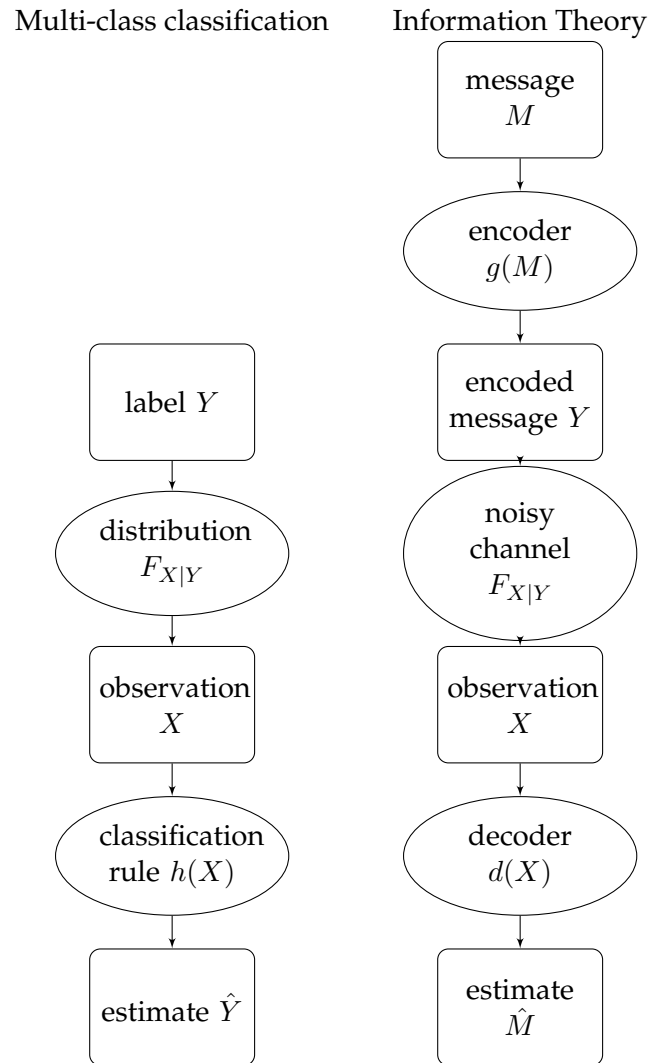 Multi-class classification
label Y
distribution
F_{X|Y}
observation
X
classification
rule h(X)
estimate Ŷ
Information Theory
message
M
encoder
g(M)
encoded
message Y
noisy
channel
F_{X|Y}
observation
X
decoder
d(X)
estimate
M̂